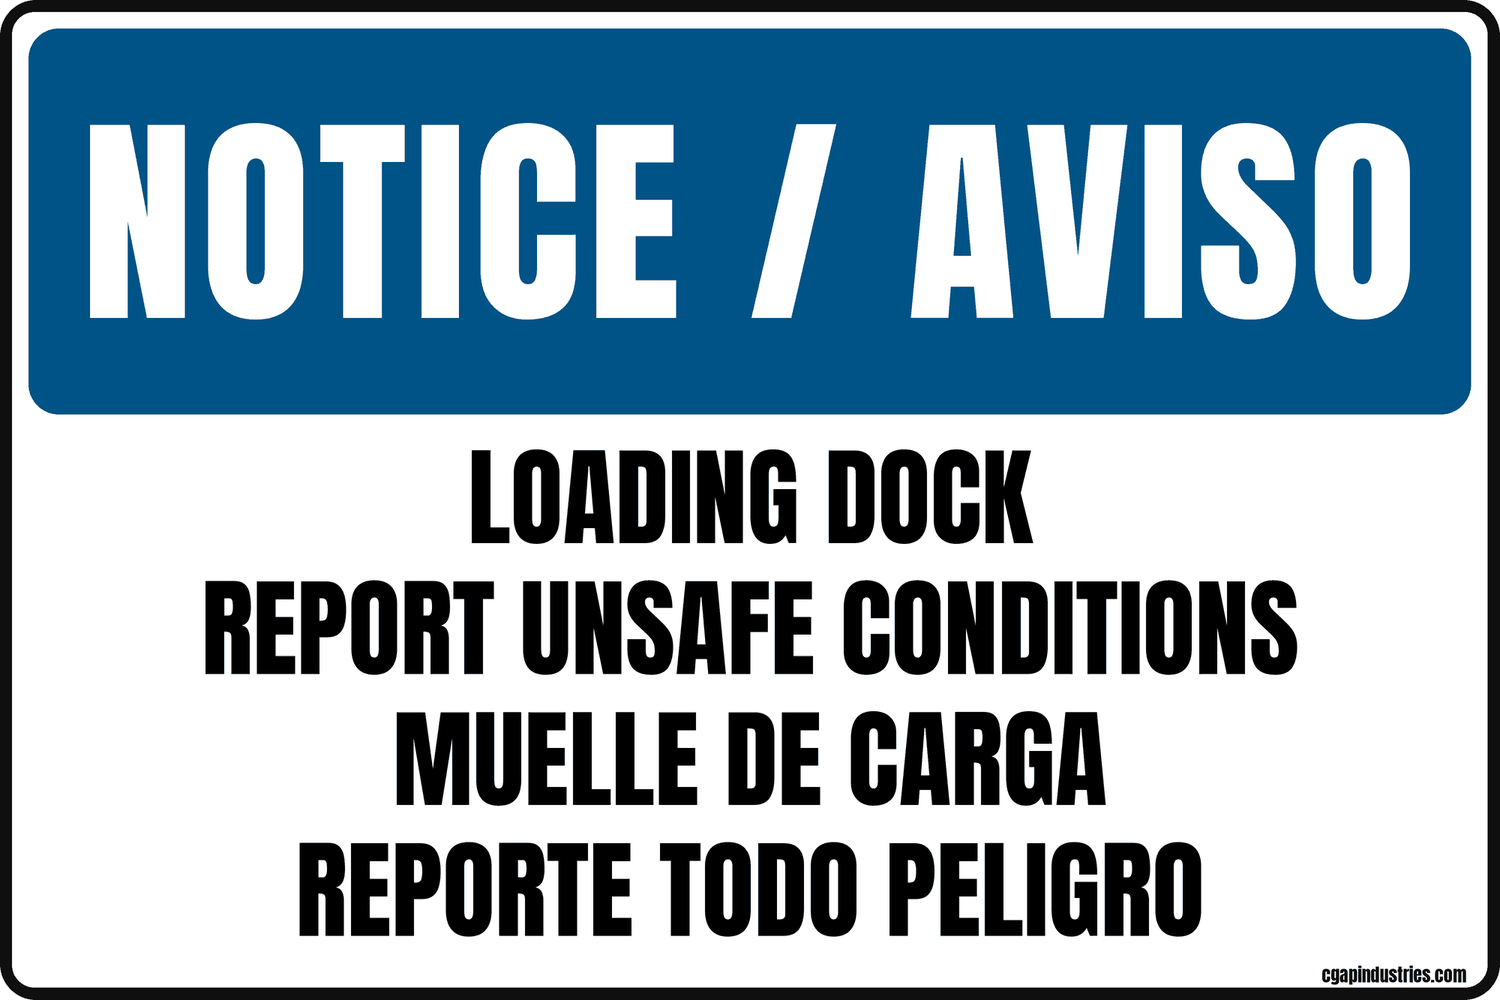 NOTICE / AVISO
LOADING DOCK
REPORT UNSAFE CONDITIONS
MUELLE DE CARGA
REPORTE TODO PELIGRO
cgapindustries.com